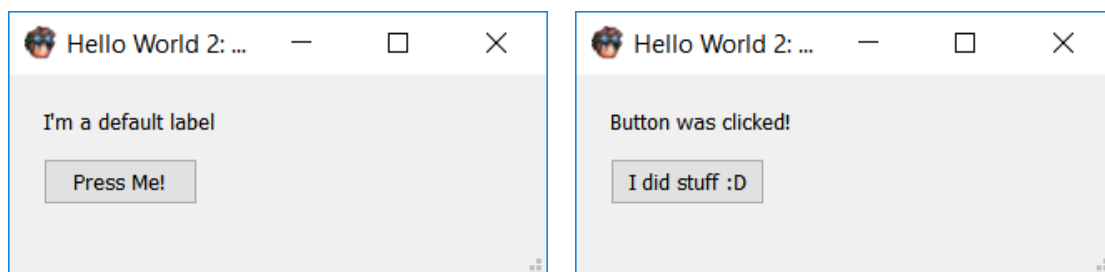 Hello World 2: ...
I'm a default label
Press Me!
Hello World 2: ...
Button was clicked!
I did stuff :D